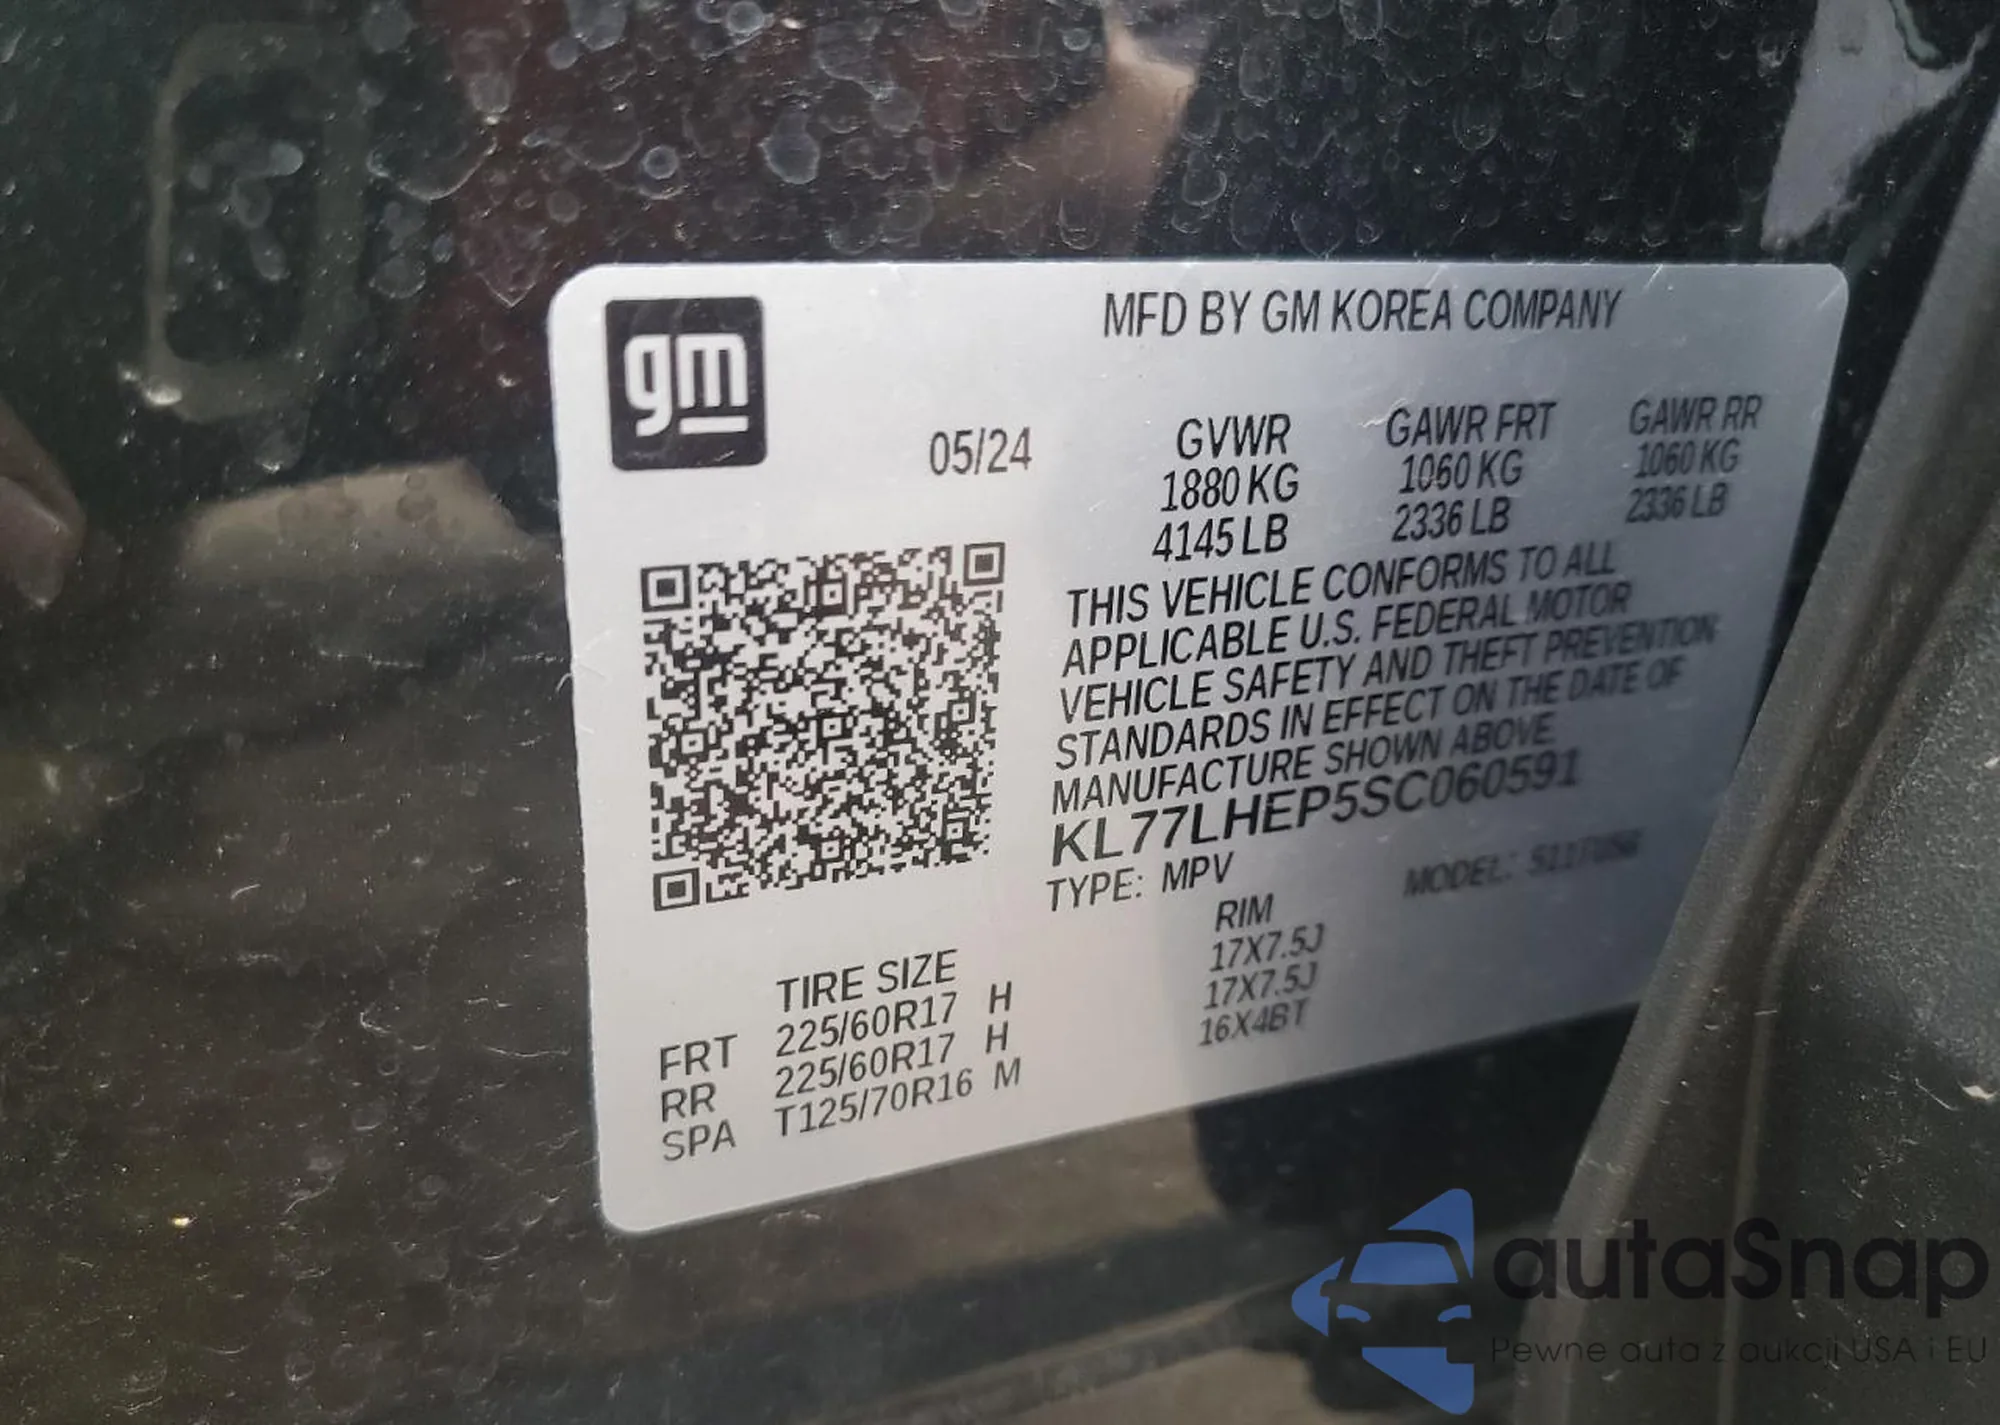 gm
MFD BY GM KOREA COMPANY
05/24
GVWR GAWR FRT GAWR RR
1880 KG 1060 KG 1060 KG
4145 LB 2336 LB 2336 LB
THIS VEHICLE CONFORMS TO ALL
APPLICABLE U.S. FEDERAL MOTOR
VEHICLE SAFETY AND THEFT PREVENTION
STANDARDS IN EFFECT ON THE DATE OF
MANUFACTURE SHOWN ABOVE
KL77LHEP5SC060591
TYPE: MPV MODEL:
TIRE SIZE RIM
FRT 225/60R17 H 17X7.5J
RR 225/60R17 H 17X7.5J
SPA T125/70R16 M 16X4BT
autaSnap
Pewne auta z aukcji USA i EU